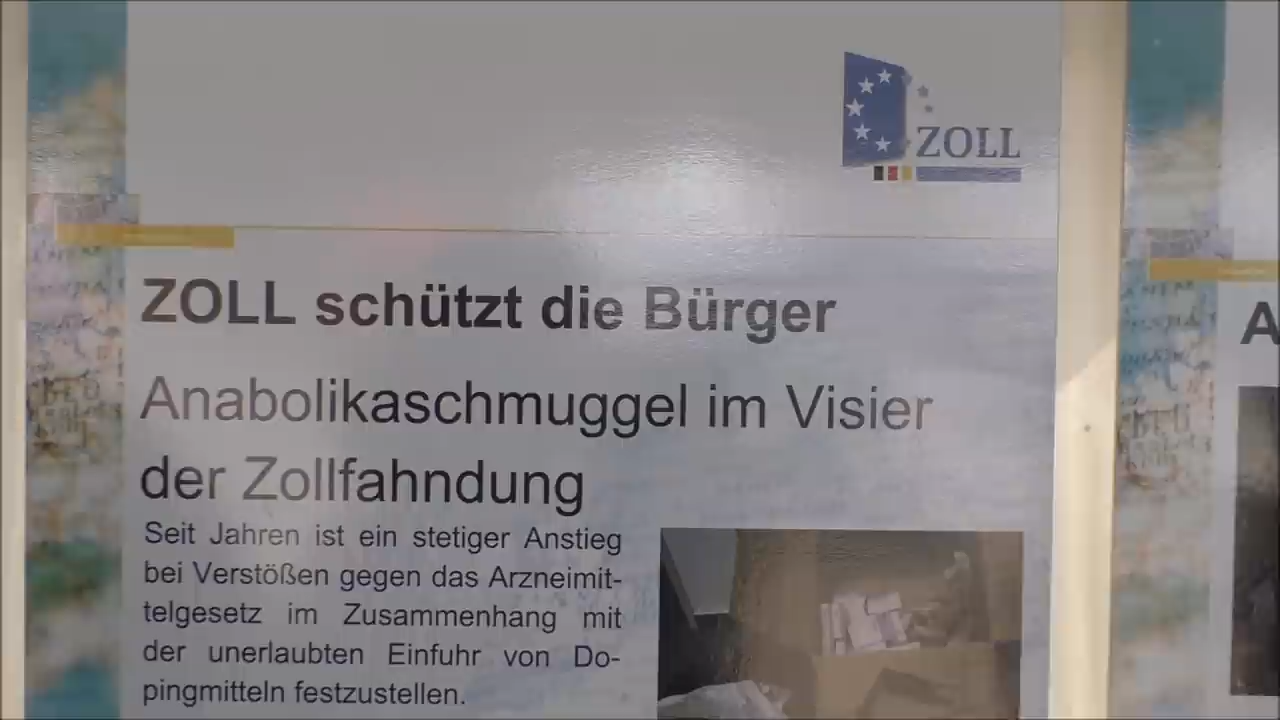 ZOLL
ZOLL schützt die Bürger
Anabolikaschmuggel im Visier
der Zollfahndung
Seit Jahren ist ein stetiger Anstieg
bei Verstößen gegen das Arzneimit-
telgesetz im Zusammenhang mit
der unerlaubten Einfuhr von Do-
pingmitteln festzustellen.
A